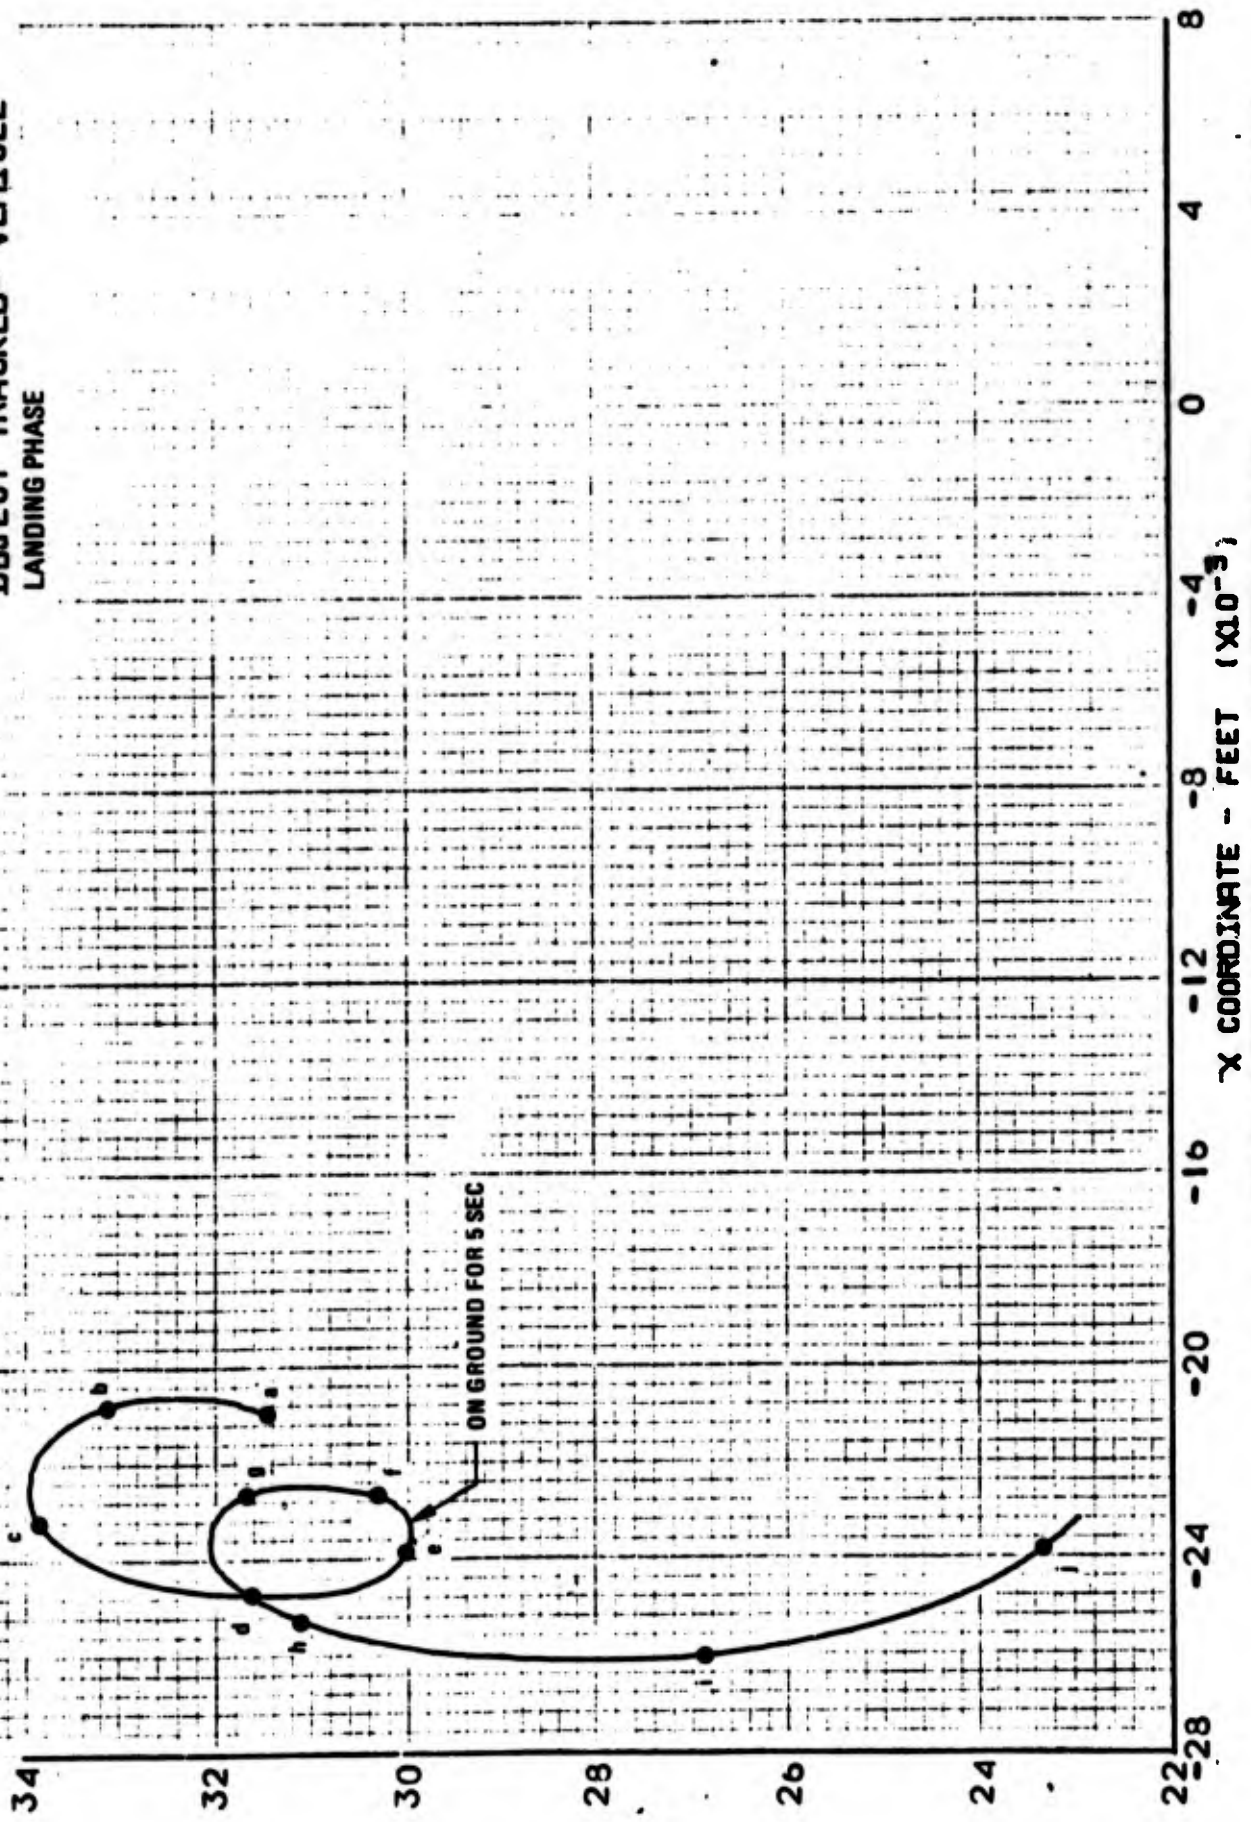 LANDING PHASE
34
32
30
28
26
24
22
c
b
a
g
f
e
d
h
i
j
ON GROUND FOR 5 SEC
-28
-24
-20
-16
-12
-8
-4
0
4
8
X COORDINATE - FEET (X10⁻³)